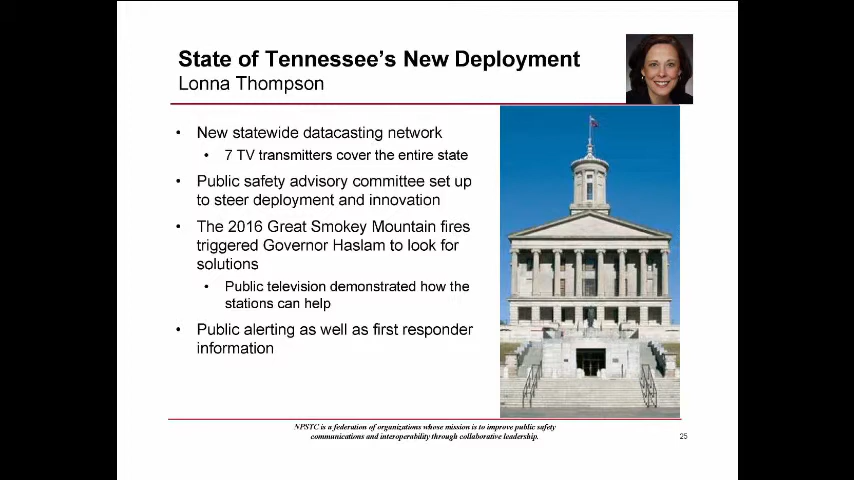 State of Tennessee’s New Deployment
Lonna Thompson
• New statewide datacasting network
• 7 TV transmitters cover the entire state
• Public safety advisory committee set up
to steer deployment and innovation
• The 2016 Great Smokey Mountain fires
triggered Governor Haslam to look for
solutions
• Public television demonstrated how the
stations can help
• Public alerting as well as first responder
information
NPSTC is a federation of organizations whose mission is to improve public safety
communications and interoperability through collaborative leadership.
25